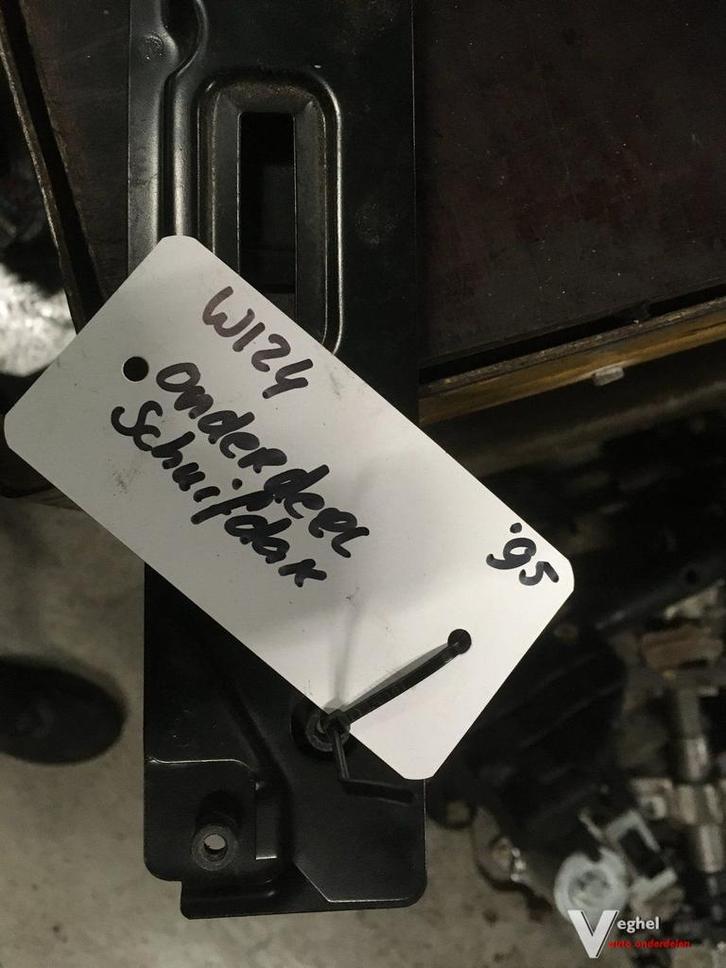 W124
onderdeel
Schuifdak
'95
Veghel
auto onderdelen